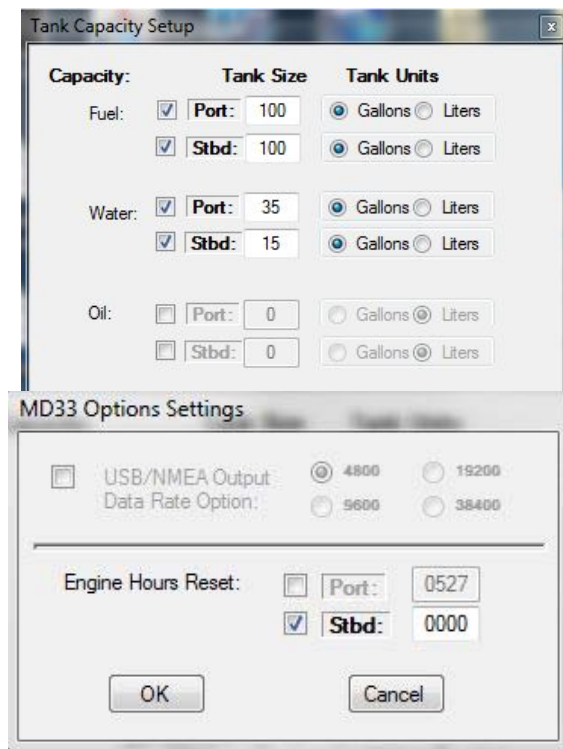 Tank Capacity Setup
x
Capacity: Tank Size Tank Units
Fuel: Port: 100 Gallons Liters
Stbd: 100 Gallons Liters
Water: Port: 35 Gallons Liters
Stbd: 15 Gallons Liters
Oil: Port: 0 Gallons Liters
Stbd: 0 Gallons Liters
MD33 Options Settings
USB/NMEA Output 4800 19200
Data Rate Option: 9600 38400
Engine Hours Reset: Port: 0527
Stbd: 0000
OK Cancel